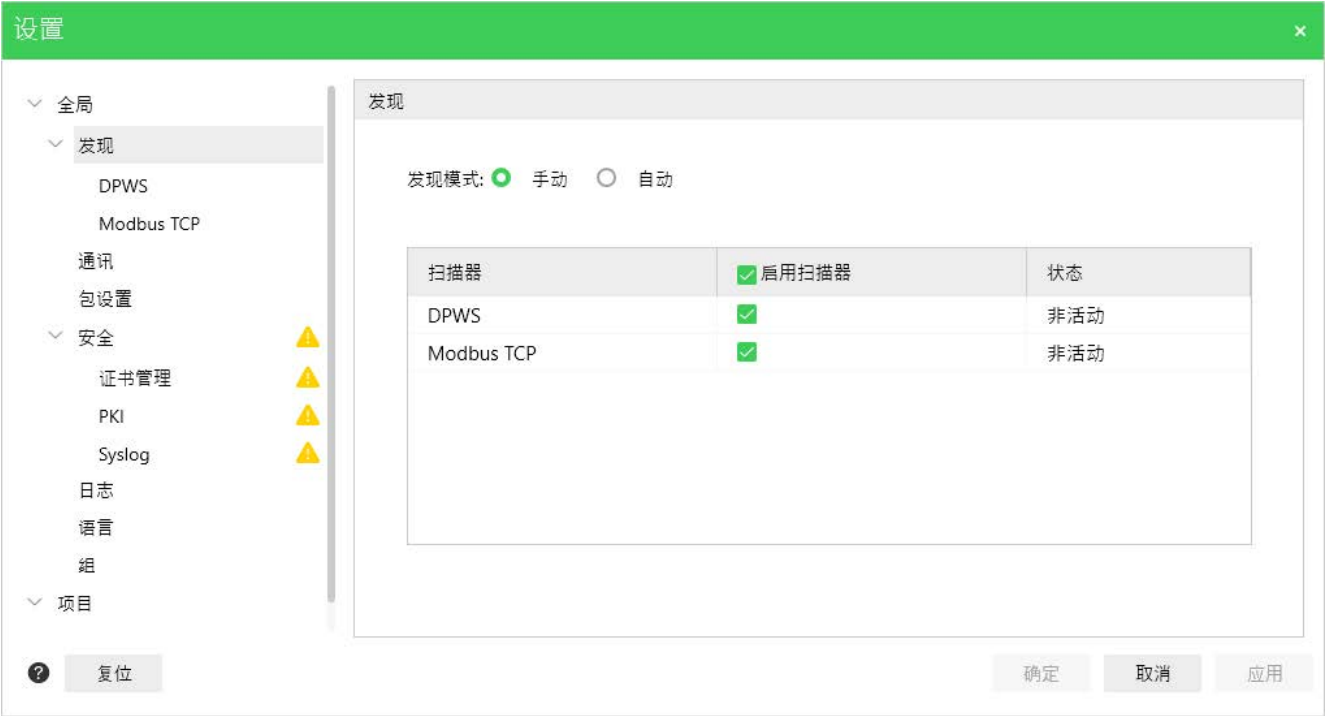 设置
全局
发现
DPWS
Modbus TCP
通讯
包设置
安全
证书管理
PKI
Syslog
日志
语言
组
项目
发现
发现模式: 手动 自动
扫描器 启用扫描器 状态
DPWS 非活动
Modbus TCP 非活动
复位 确定 取消 应用